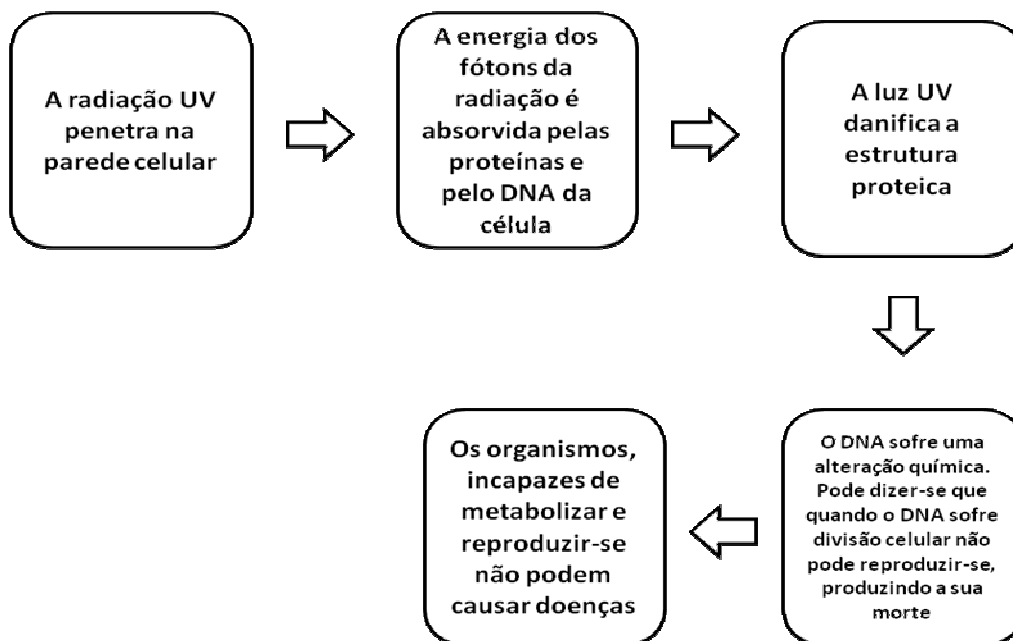 A radiação UV
penetra na
parede celular
A energia dos
fótons da
radiação é
absorvida pelas
proteínas e
pelo DNA da
célula
A luz UV
danifica a
estrutura
proteica
O DNA sofre uma
alteração química.
Pode dizer-se que
quando o DNA sofre
divisão celular não
pode reproduzir-se,
produzindo a sua
morte
Os organismos,
incapazes de
metabolizar e
reproduzir-se
não podem
causar doenças